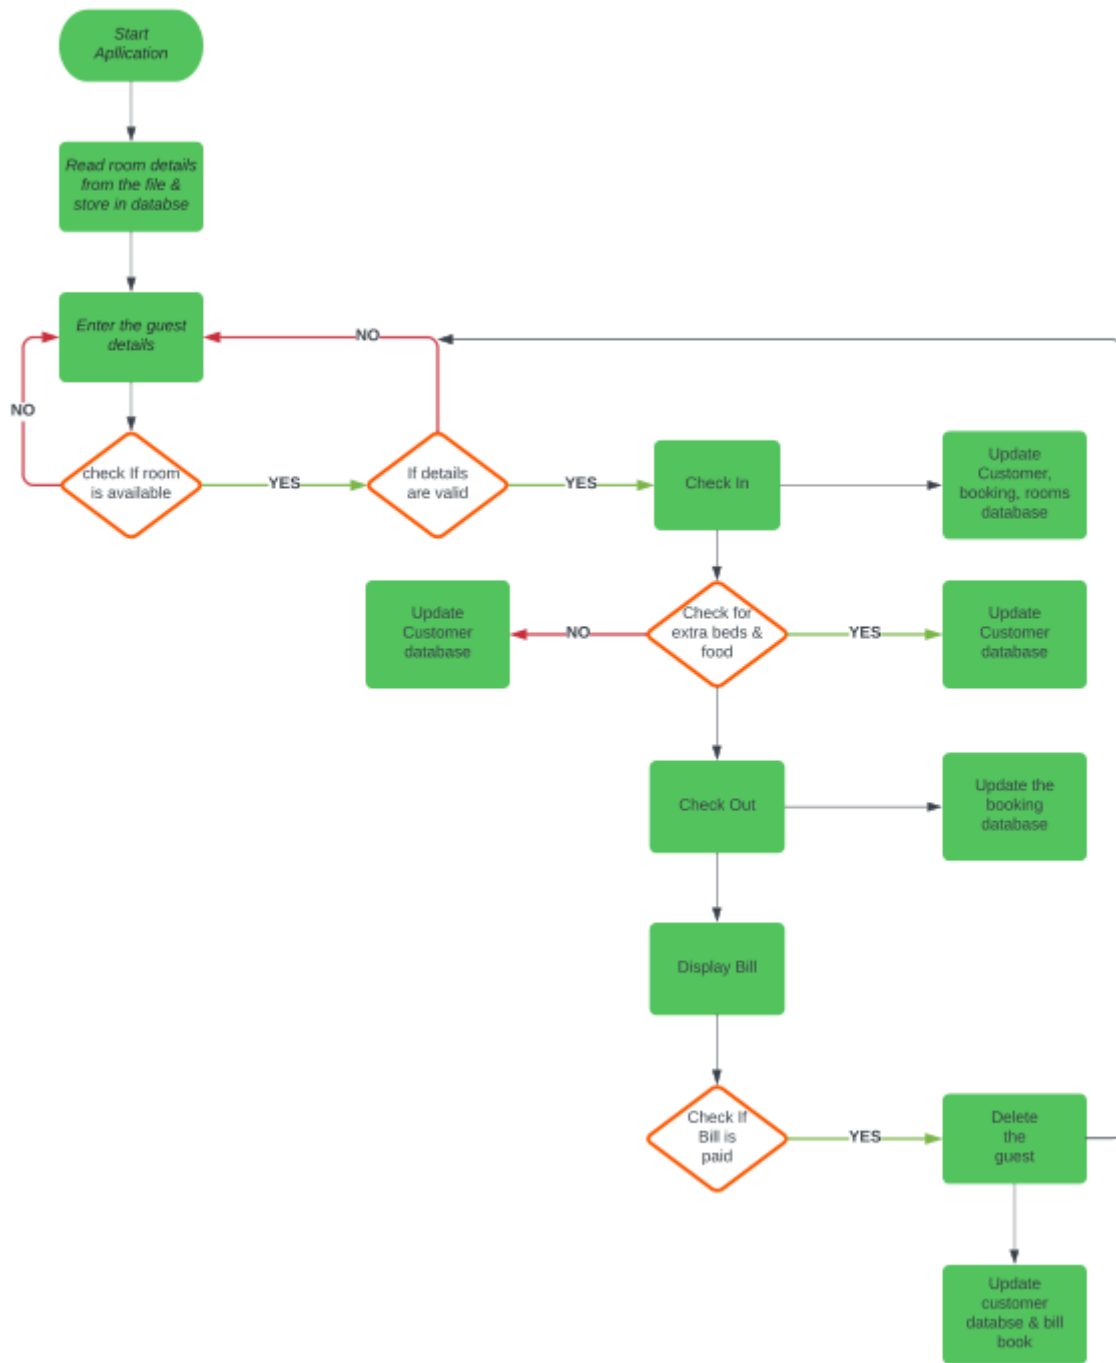 Start
Apllication
Read room details
from the file &
store in databse
Enter the guest
details
NO
NO
check If room
is available
YES
If details
are valid
YES
Check In
Update
Customer,
booking, rooms
database
Update
Customer
database
NO
Check for
extra beds &
food
YES
Update
Customer
database
Check Out
Update the
booking
database
Display Bill
Check If
Bill is
paid
YES
Delete
the
guest
Update
customer
databse & bill
book